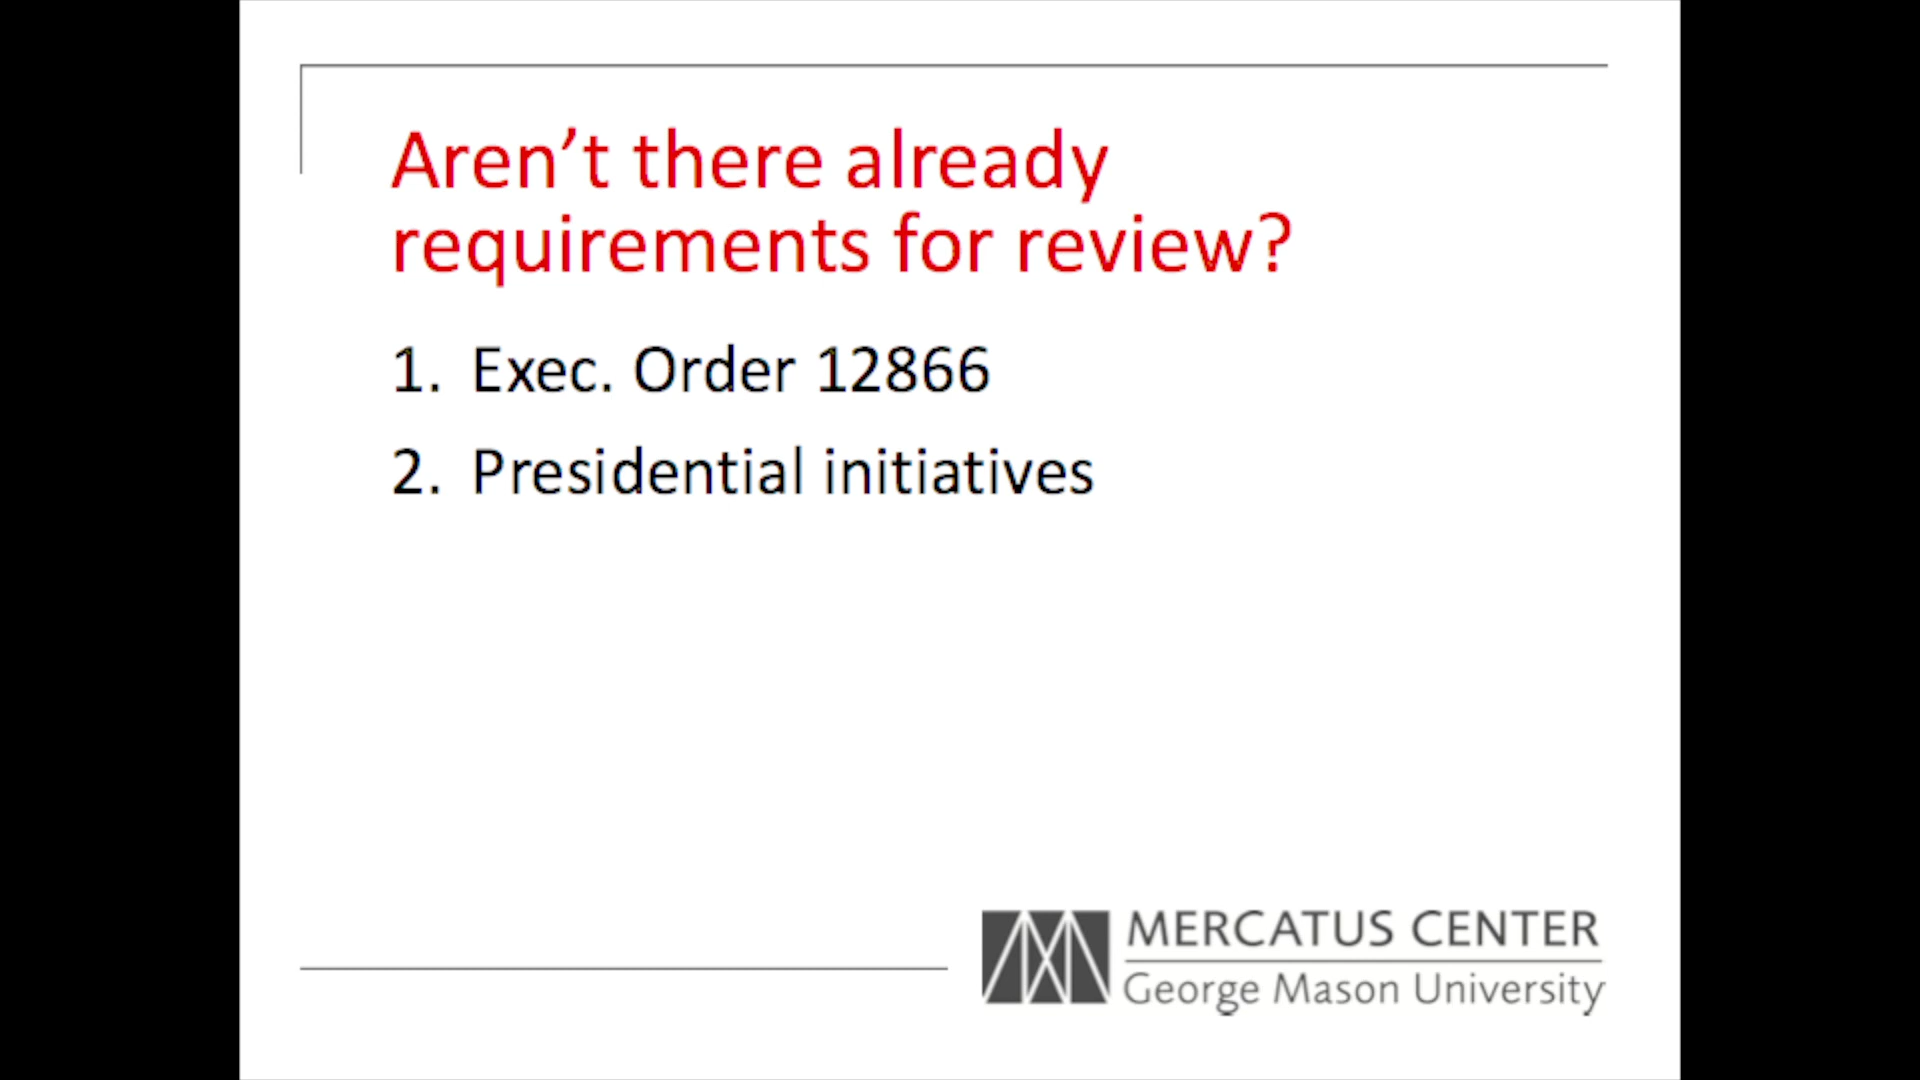 Aren’t there already
requirements for review?
1. Exec. Order 12866
2. Presidential initiatives
MERCATUS CENTER
George Mason University